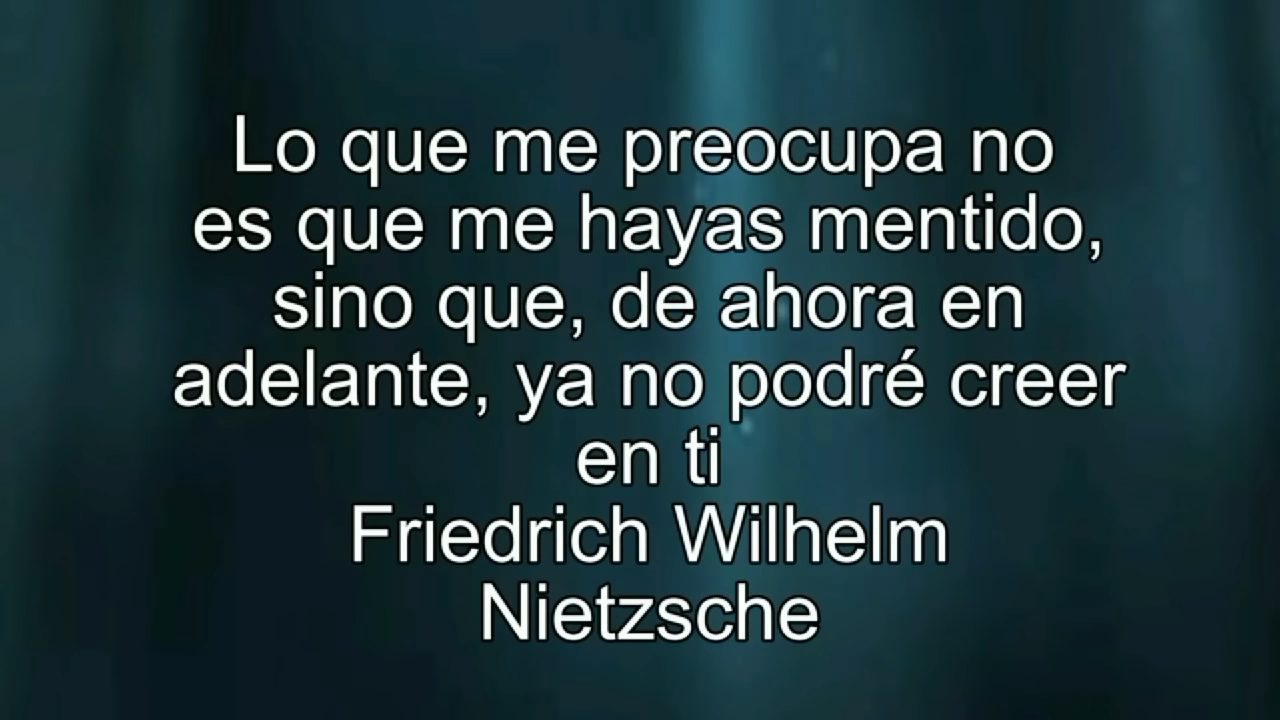 Lo que me preocupa no
es que me hayas mentido,
sino que, de ahora en
adelante, ya no podré creer
en ti
Friedrich Wilhelm
Nietzsche